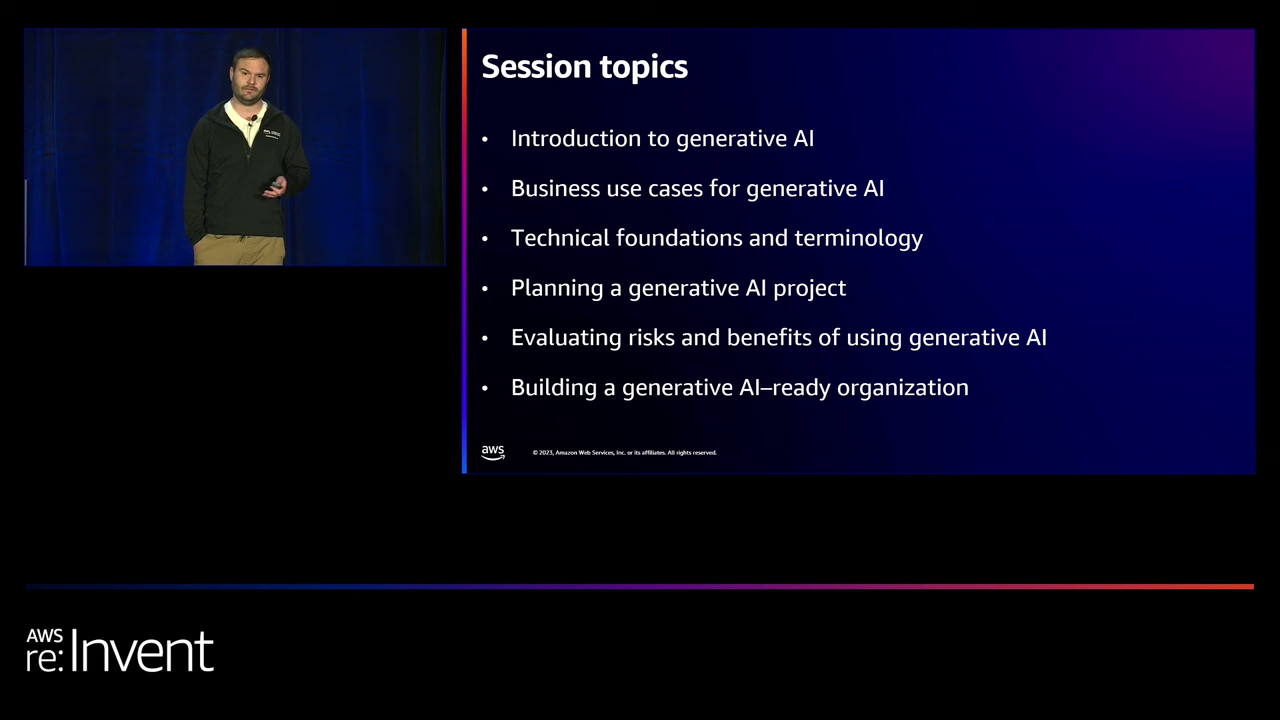 Session topics
• Introduction to generative AI
• Business use cases for generative AI
• Technical foundations and terminology
• Planning a generative AI project
• Evaluating risks and benefits of using generative AI
• Building a generative AI–ready organization
aws
© 2023, Amazon Web Services, Inc. or its affiliates. All rights reserved.
AWS
re:Invent